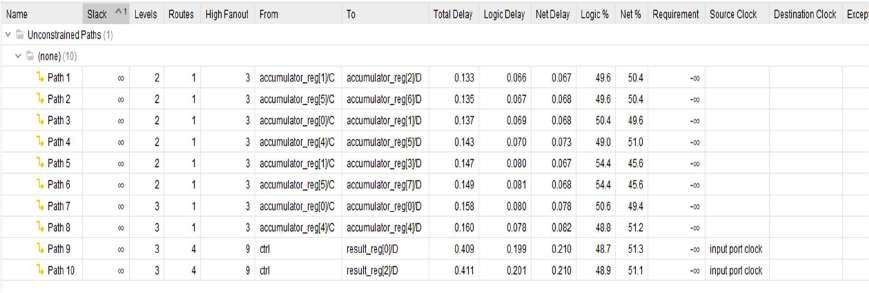 Name Slack ^1 Levels Routes High Fanout From To Total Delay Logic Delay Net Delay Logic % Net % Requirement Source Clock Destination Clock Except
Unconstrained Paths (1)
(none) (10)
Path 1 ∞ 2 1 3 accumulator_reg[1]/C accumulator_reg[2]/D 0.133 0.066 0.067 49.6 50.4 -∞
Path 2 ∞ 2 1 3 accumulator_reg[5]/C accumulator_reg[6]/D 0.135 0.067 0.068 49.6 50.4 -∞
Path 3 ∞ 2 1 3 accumulator_reg[0]/C accumulator_reg[1]/D 0.137 0.069 0.068 50.4 49.6 -∞
Path 4 ∞ 2 1 3 accumulator_reg[4]/C accumulator_reg[5]/D 0.143 0.070 0.073 49.0 51.0 -∞
Path 5 ∞ 2 1 3 accumulator_reg[1]/C accumulator_reg[3]/D 0.147 0.080 0.067 54.4 45.6 -∞
Path 6 ∞ 2 1 3 accumulator_reg[5]/C accumulator_reg[7]/D 0.149 0.081 0.068 54.4 45.6 -∞
Path 7 ∞ 3 1 3 accumulator_reg[0]/C accumulator_reg[0]/D 0.158 0.080 0.078 50.6 49.4 -∞
Path 8 ∞ 3 1 3 accumulator_reg[4]/C accumulator_reg[4]/D 0.160 0.078 0.082 48.8 51.2 -∞
Path 9 ∞ 3 4 9 ctrl result_reg[0]/D 0.409 0.199 0.210 48.7 51.3 -∞ input port clock
Path 10 ∞ 3 4 9 ctrl result_reg[2]/D 0.411 0.201 0.210 48.9 51.1 -∞ input port clock